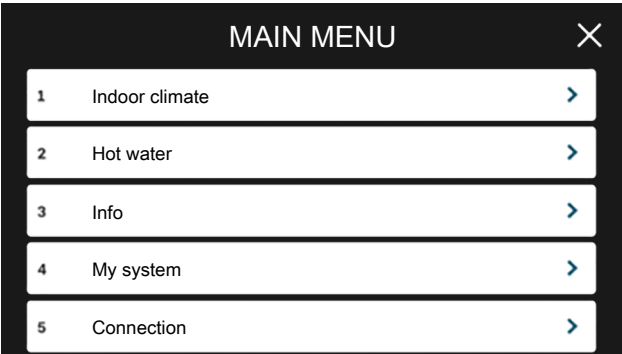 MAIN MENU
1 Indoor climate
2 Hot water
3 Info
4 My system
5 Connection